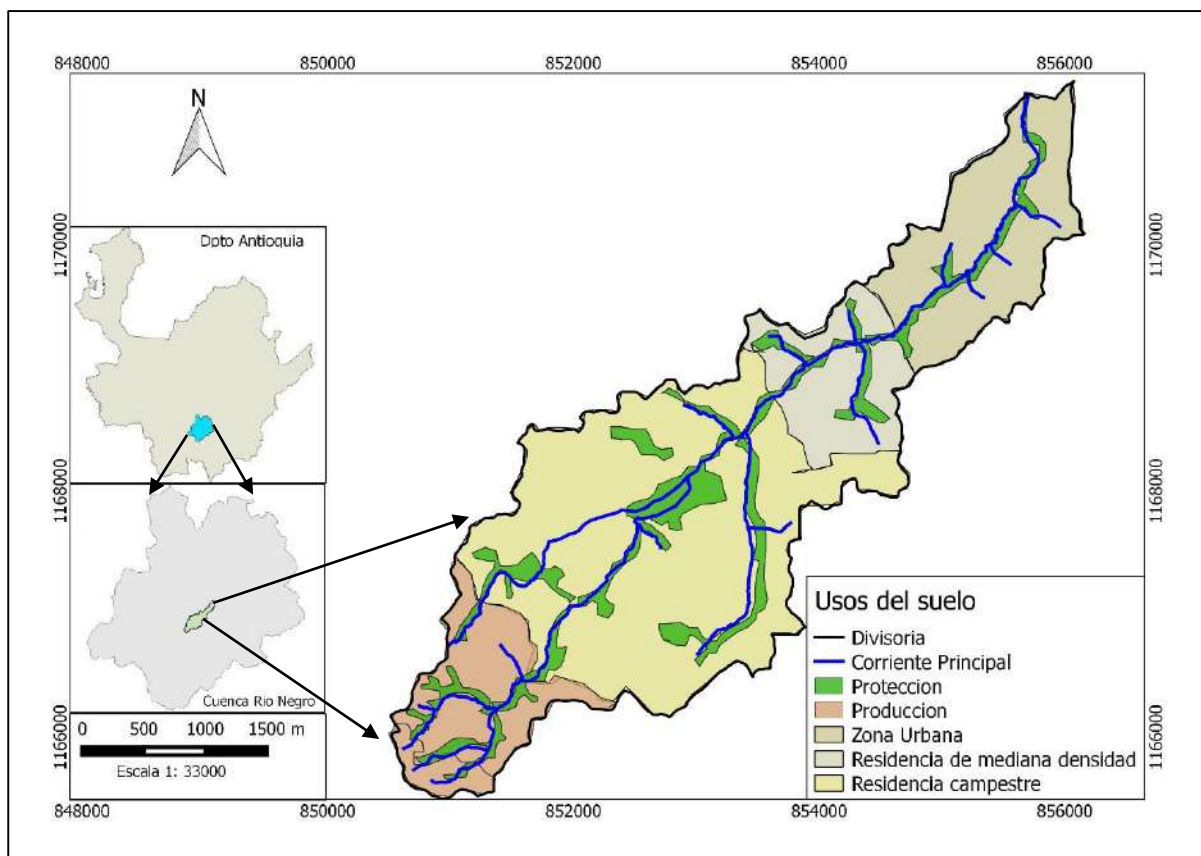 848000 850000 852000 854000 856000
N
1170000
1168000
1166000
Dpto Antioquia
Cuenca Rio Negro
0 500 1000 1500 m
Escala 1: 33000
1170000
1168000
1166000
Usos del suelo
Divisoria
Corriente Principal
Proteccion
Produccion
Zona Urbana
Residencia de mediana densidad
Residencia campestre
848000 850000 852000 854000 856000